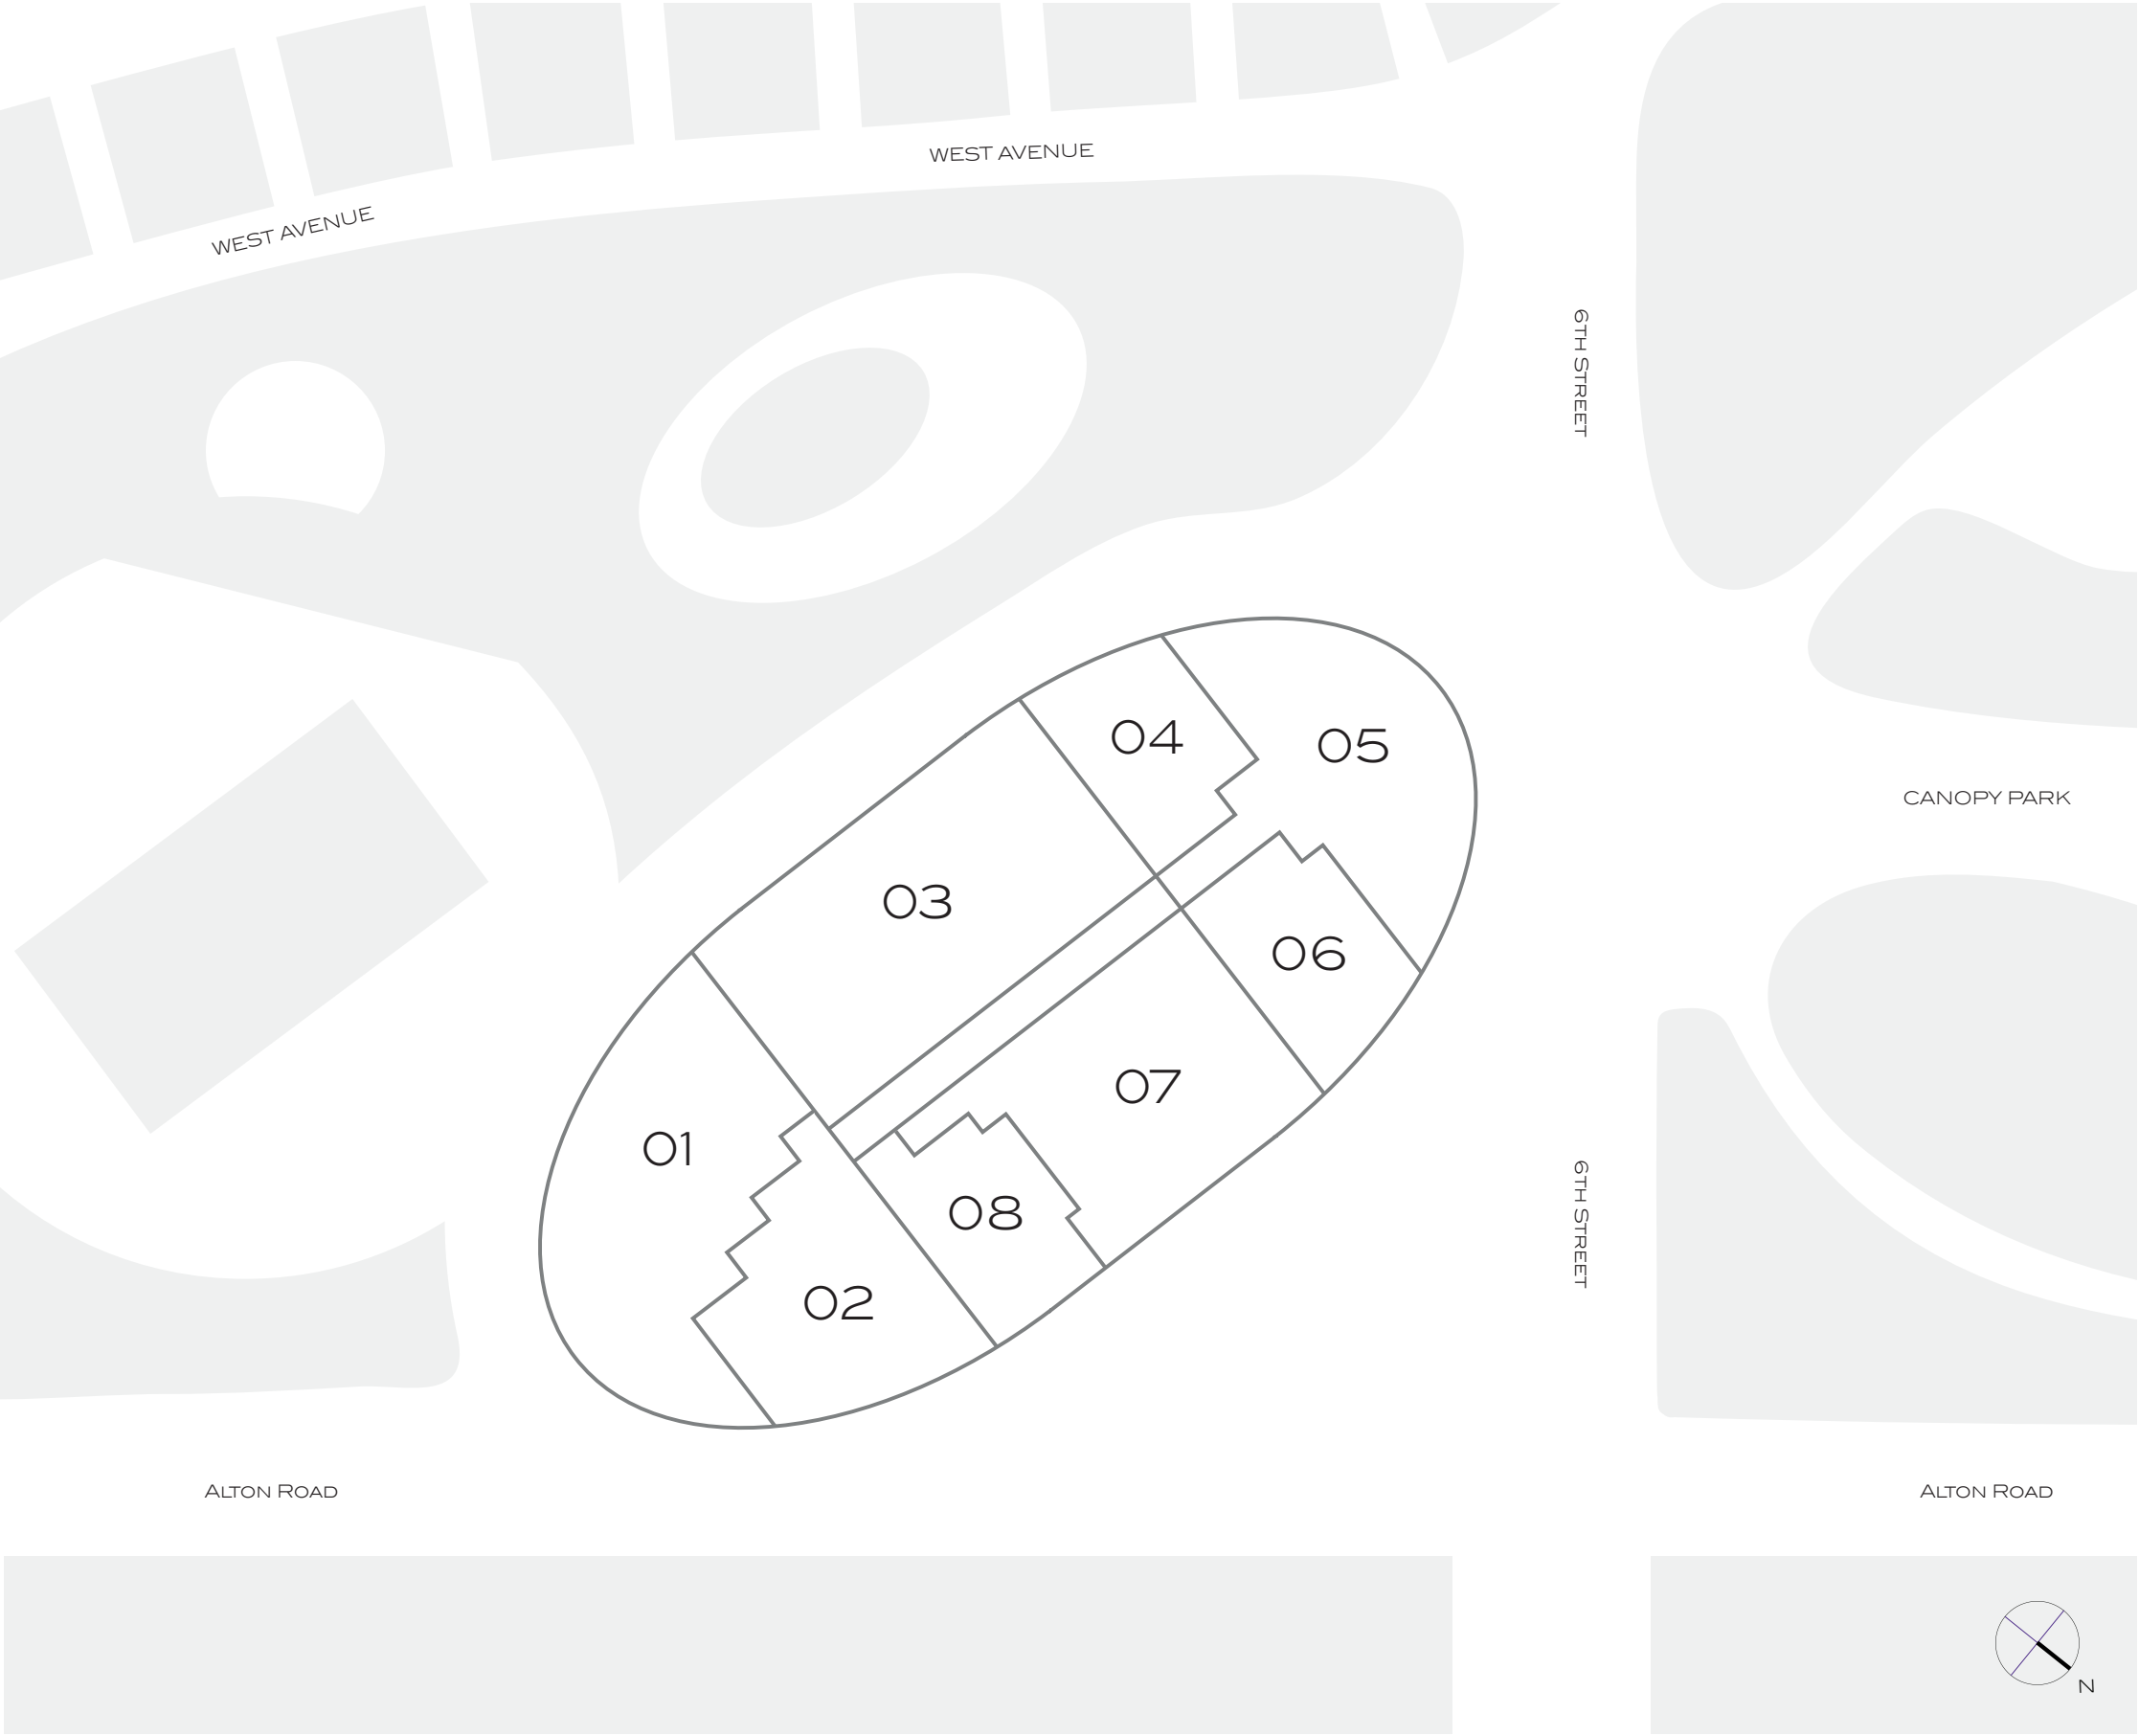 WEST AVENUE
WEST AVENUE
6TH STREET
04
05
CANOPY PARK
03
06
07
01
6TH STREET
08
02
ALTON ROAD
ALTON ROAD
N